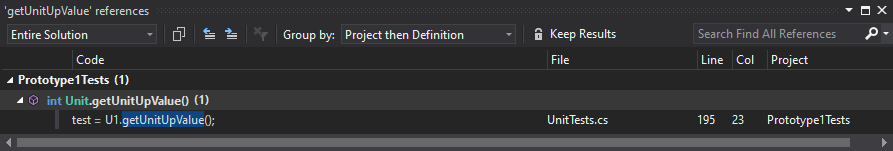 'getUnitUpValue' references
Entire Solution Group by: Project then Definition Keep Results Search Find All References
Code File Line Col Project
Prototype1Tests (1)
int Unit.getUnitUpValue() (1)
test = U1.getUnitUpValue(); UnitTests.cs 195 23 Prototype1Tests